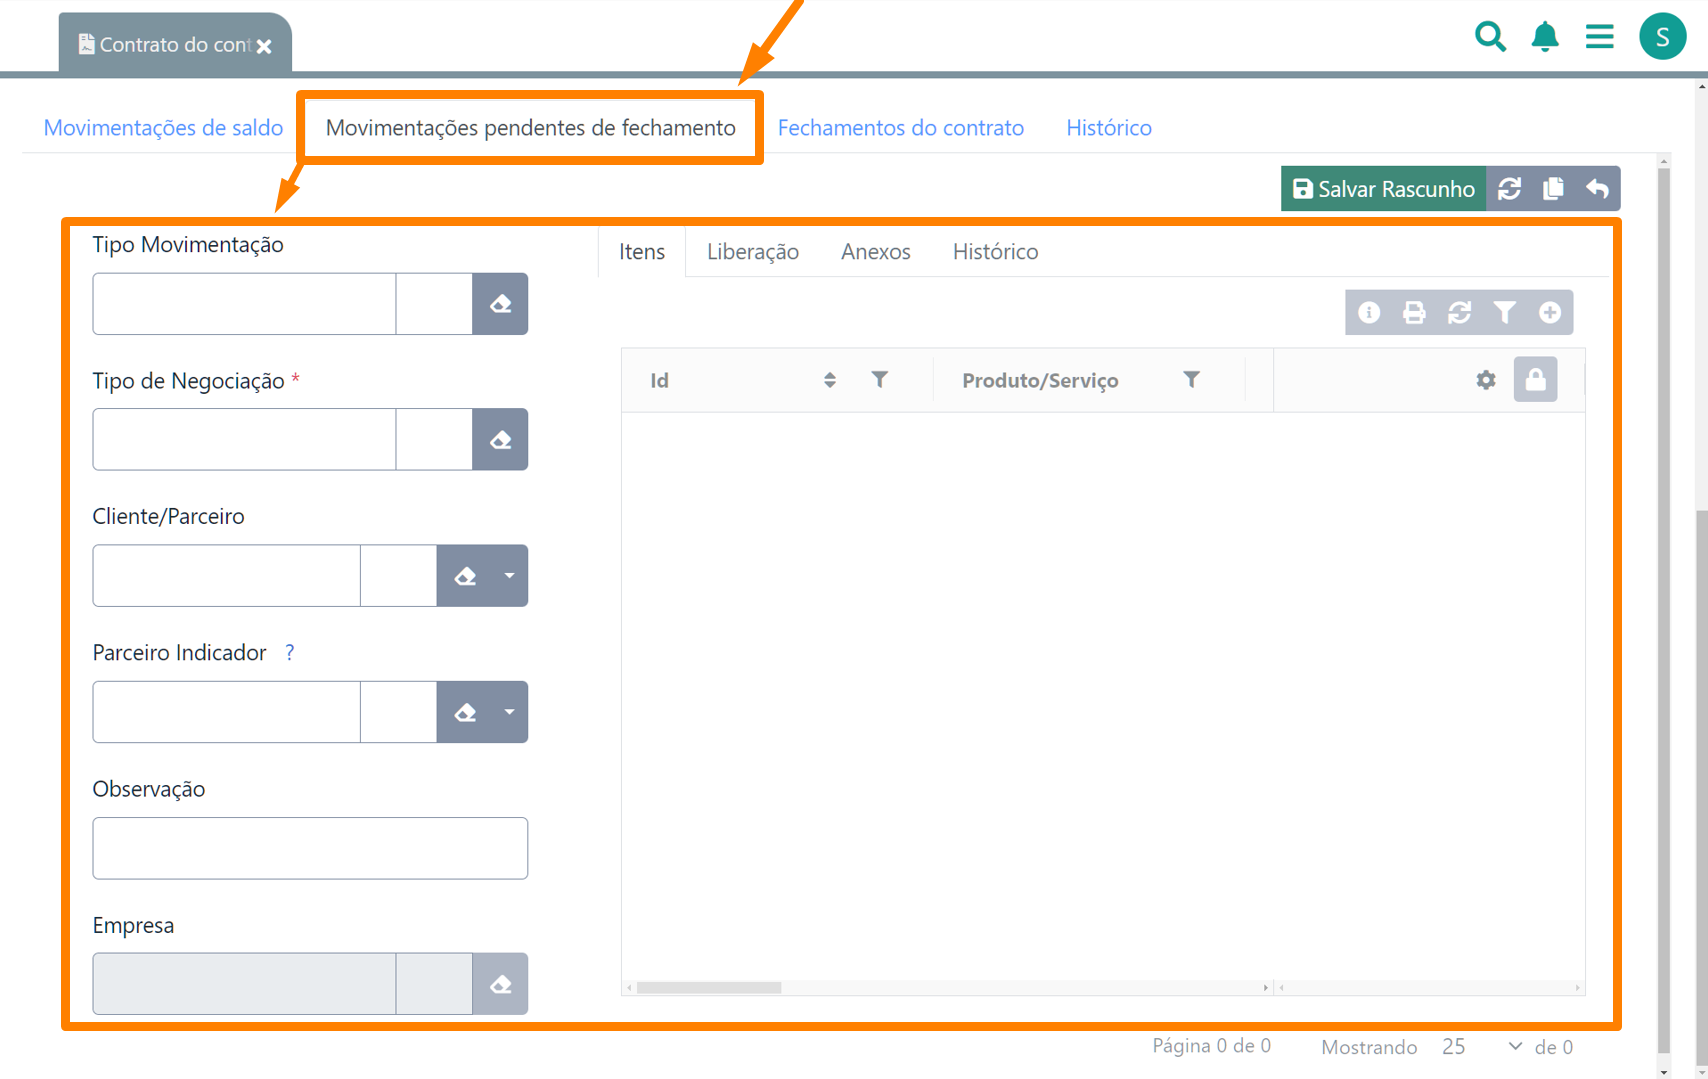 Contrato do cont
S
Movimentações de saldo
Movimentações pendentes de fechamento
Fechamentos do contrato
Histórico
Salvar Rascunho
Tipo Movimentação
Itens
Liberação
Anexos
Histórico
Tipo de Negociação *
Id
Produto/Serviço
Cliente/Parceiro
Parceiro Indicador ?
Observação
Empresa
Página 0 de 0
Mostrando 25 de 0